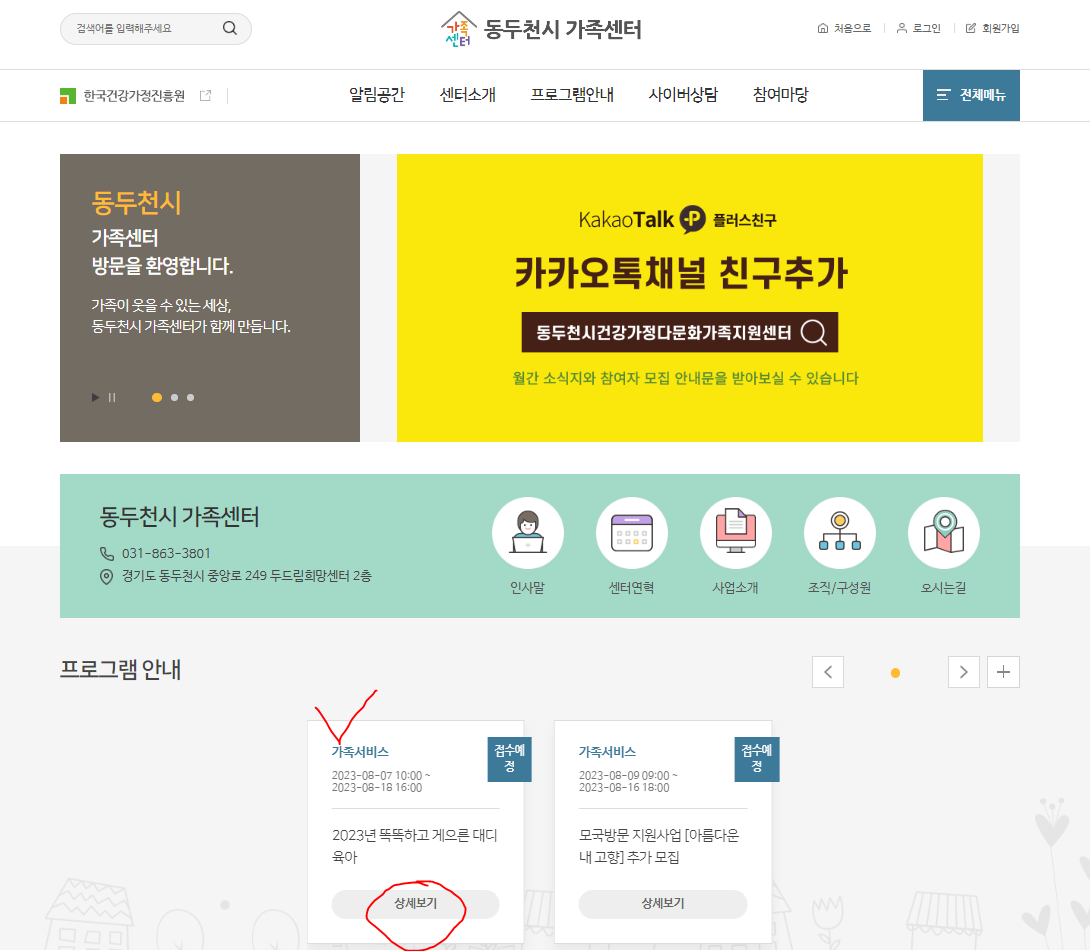 검색어를 입력해주세요
가족센터
동두천시 가족센터
처음으로
로그인
회원가입
한국건강가정진흥원
알림공간
센터소개
프로그램안내
사이버상담
참여마당
전체메뉴
동두천시
가족센터
방문을 환영합니다.
가족이 웃을 수 있는 세상,
동두천시 가족센터가 함께 만듭니다.
KakaoTalk P 플러스친구
카카오톡채널 친구추가
동두천시건강가정다문화가족지원센터
월간 소식지와 참여자 모집 안내문을 받아보실 수 있습니다
동두천시 가족센터
031-863-3801
경기도 동두천시 중앙로 249 두드림희망센터 2층
인사말
센터연혁
사업소개
조직/구성원
오시는길
프로그램 안내
가족서비스
접수예
정
2023-08-07 10:00 ~
2023-08-18 16:00
2023년 똑똑하고 게으른 대디
육아
상세보기
가족서비스
접수예
정
2023-08-09 09:00 ~
2023-08-16 18:00
모국방문 지원사업 [아름다운
내 고향] 추가 모집
상세보기